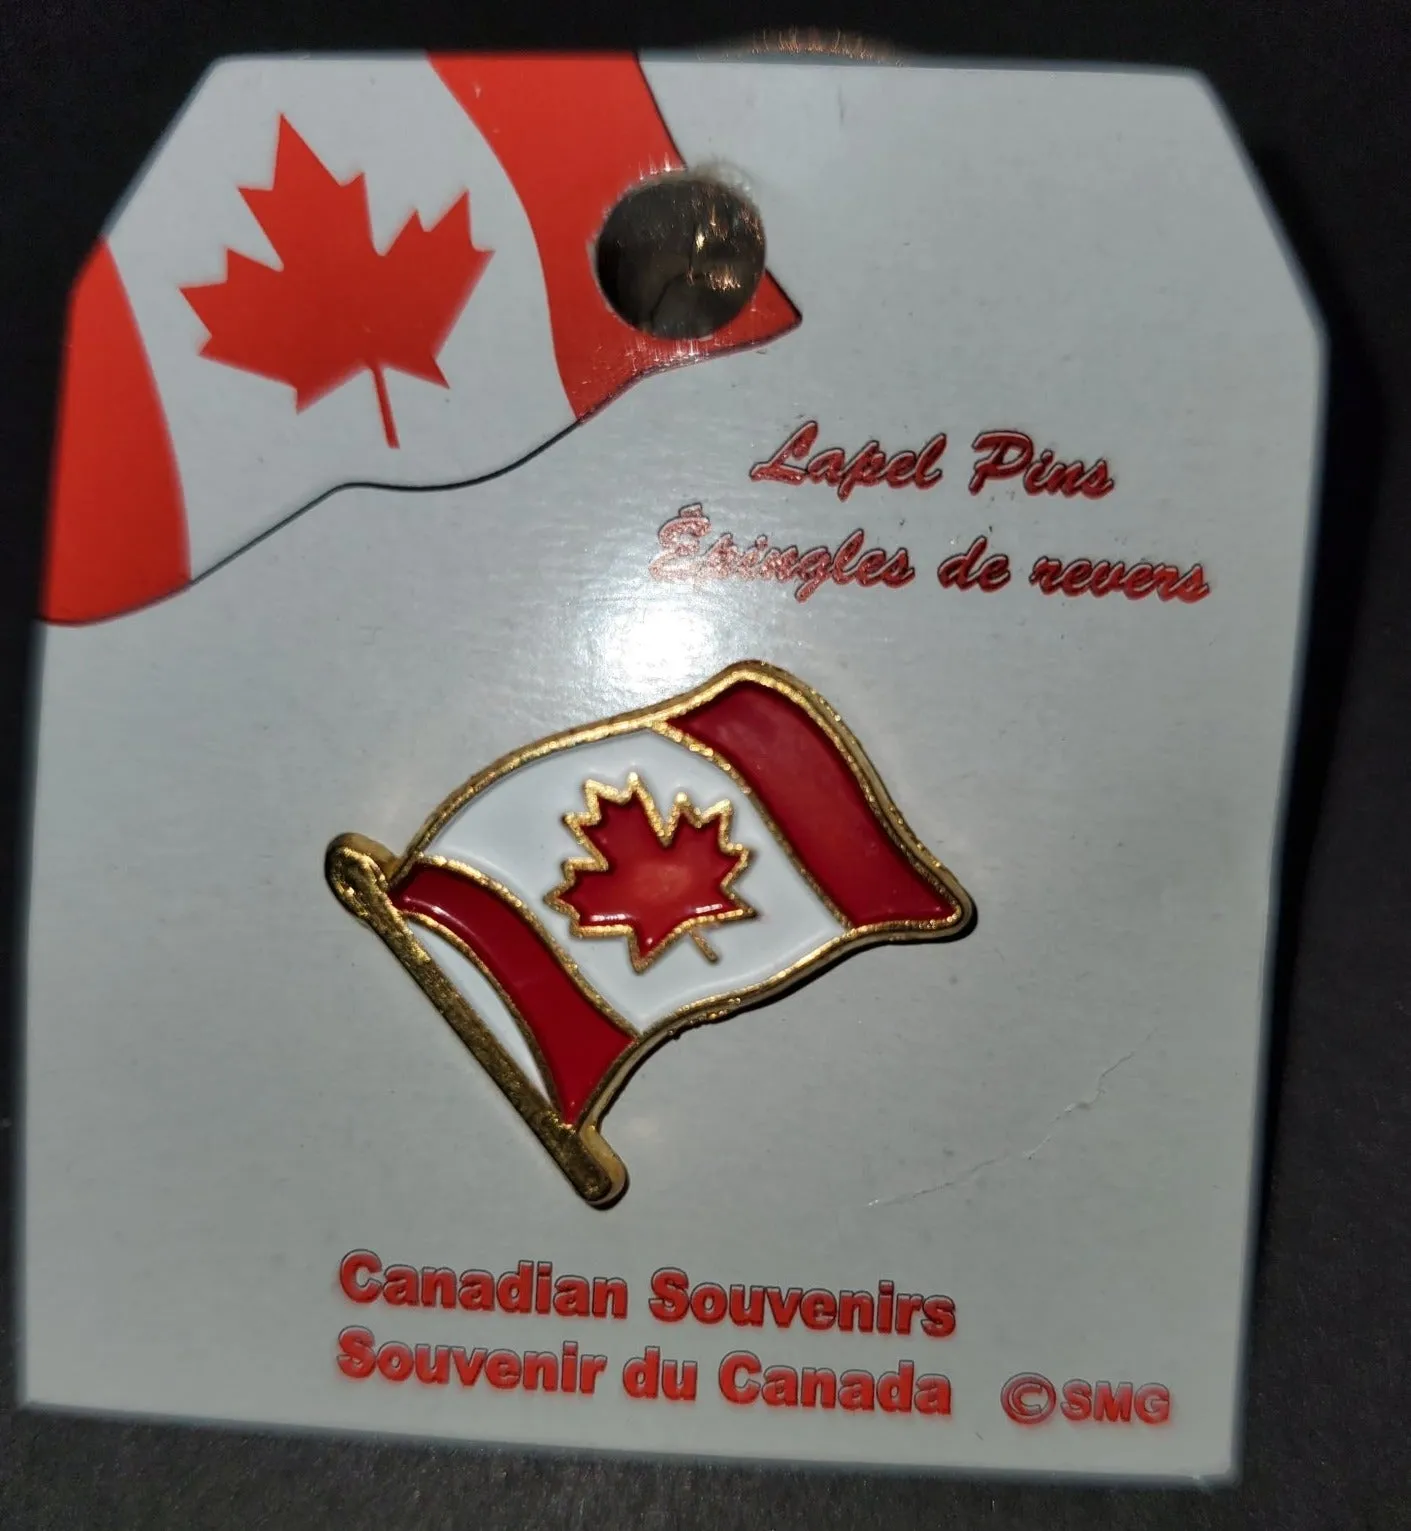 Lapel Pins
Épingles de revers
Canadian Souvenirs
Souvenir du Canada ©SMG